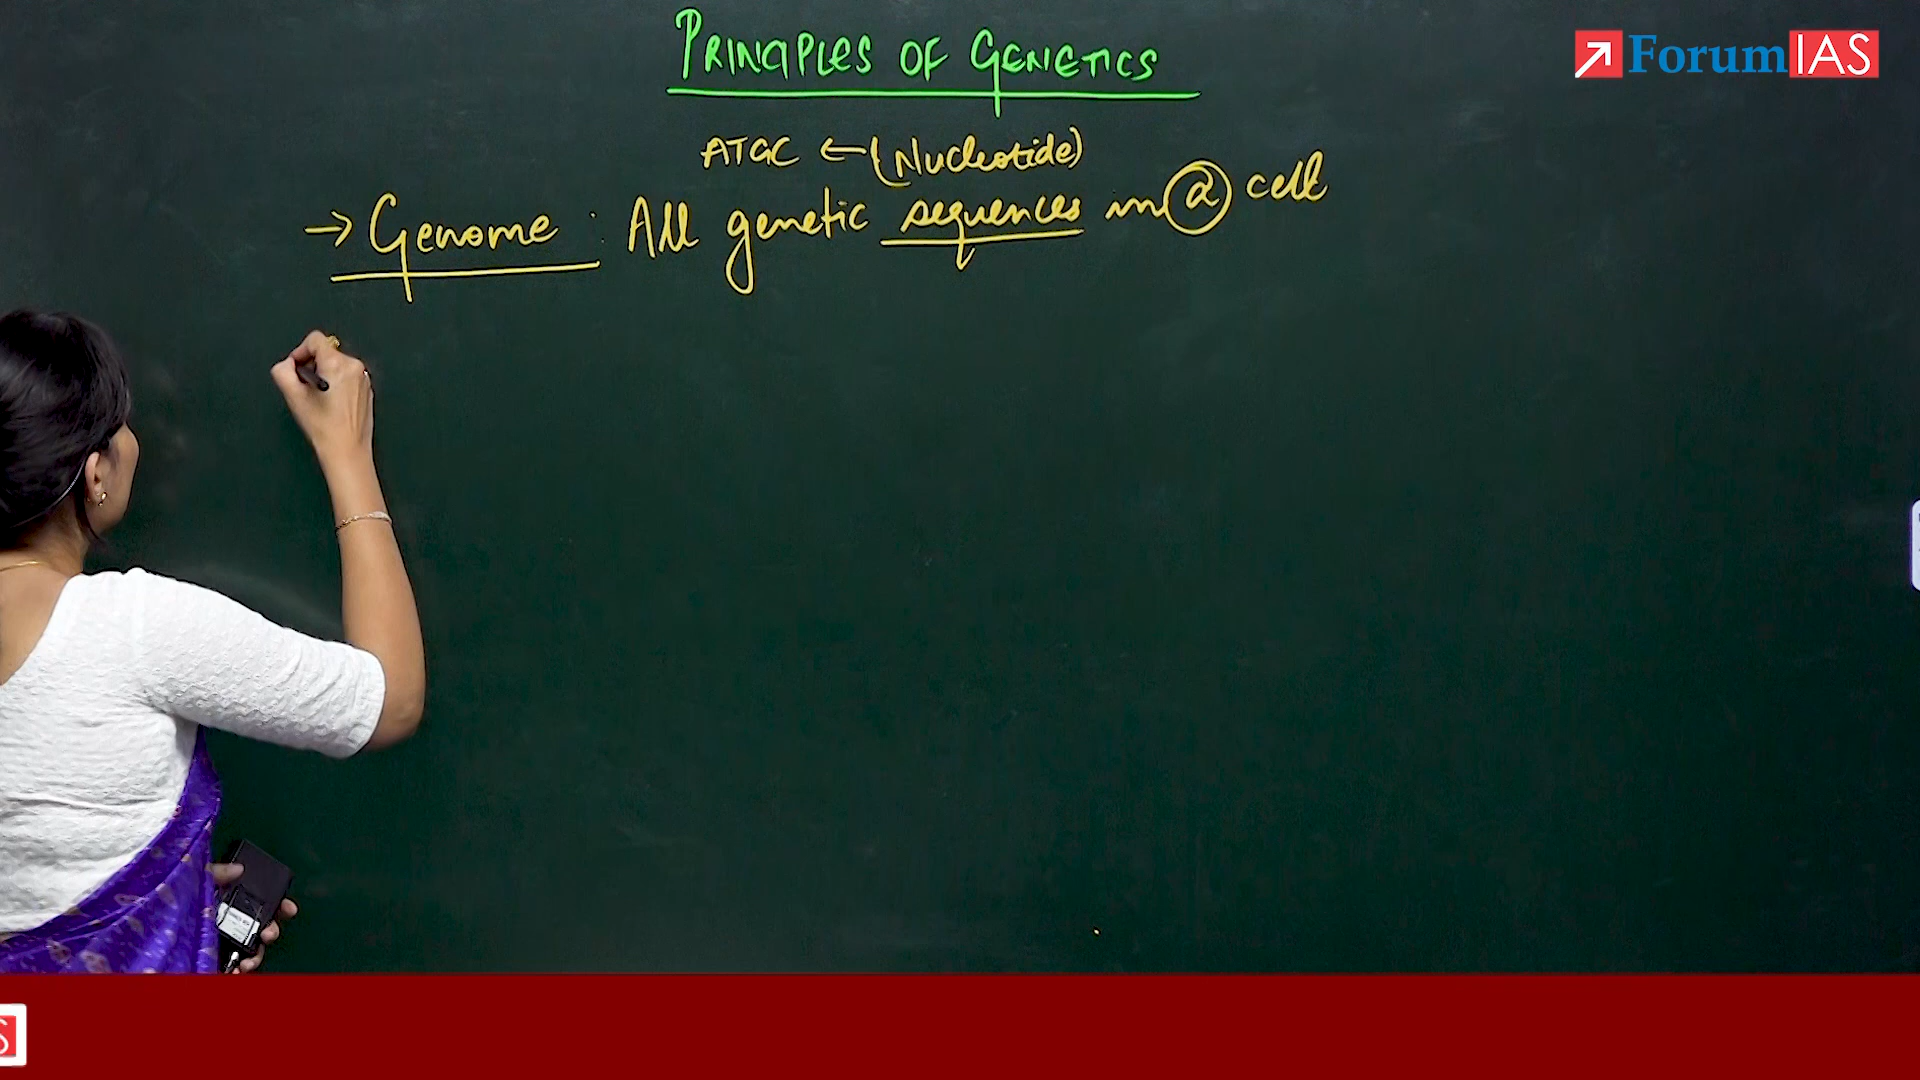 PRINCIPLES OF GENETICS
ForumIAS
ATGC ← (Nucleotide)
→ Genome : All genetic sequences in a cell
S